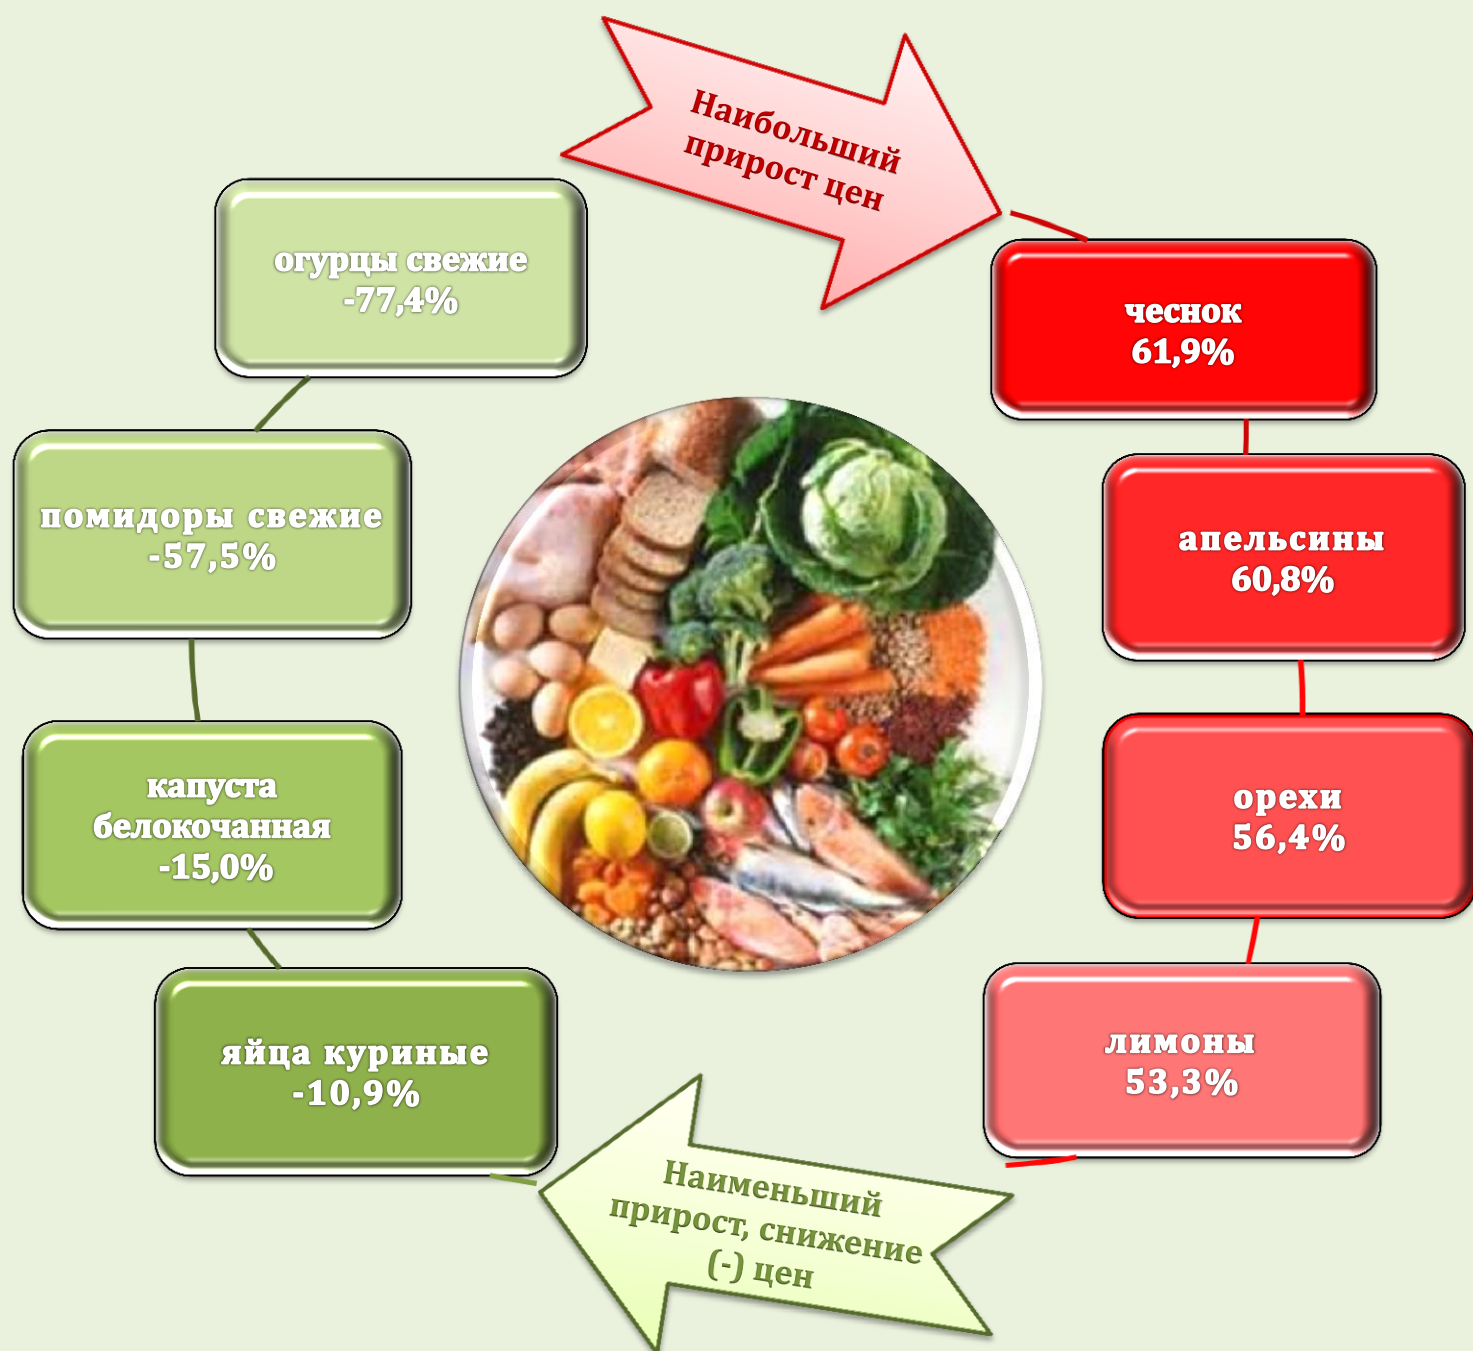 Наибольший
прирост цен
чеснок
61,9%
апельсины
60,8%
орехи
56,4%
лимоны
53,3%
Наименьший
прирост, снижение
(-) цен
яйца куриные
-10,9%
капуста
белокочанная
-15,0%
помидоры свежие
-57,5%
огурцы свежие
-77,4%